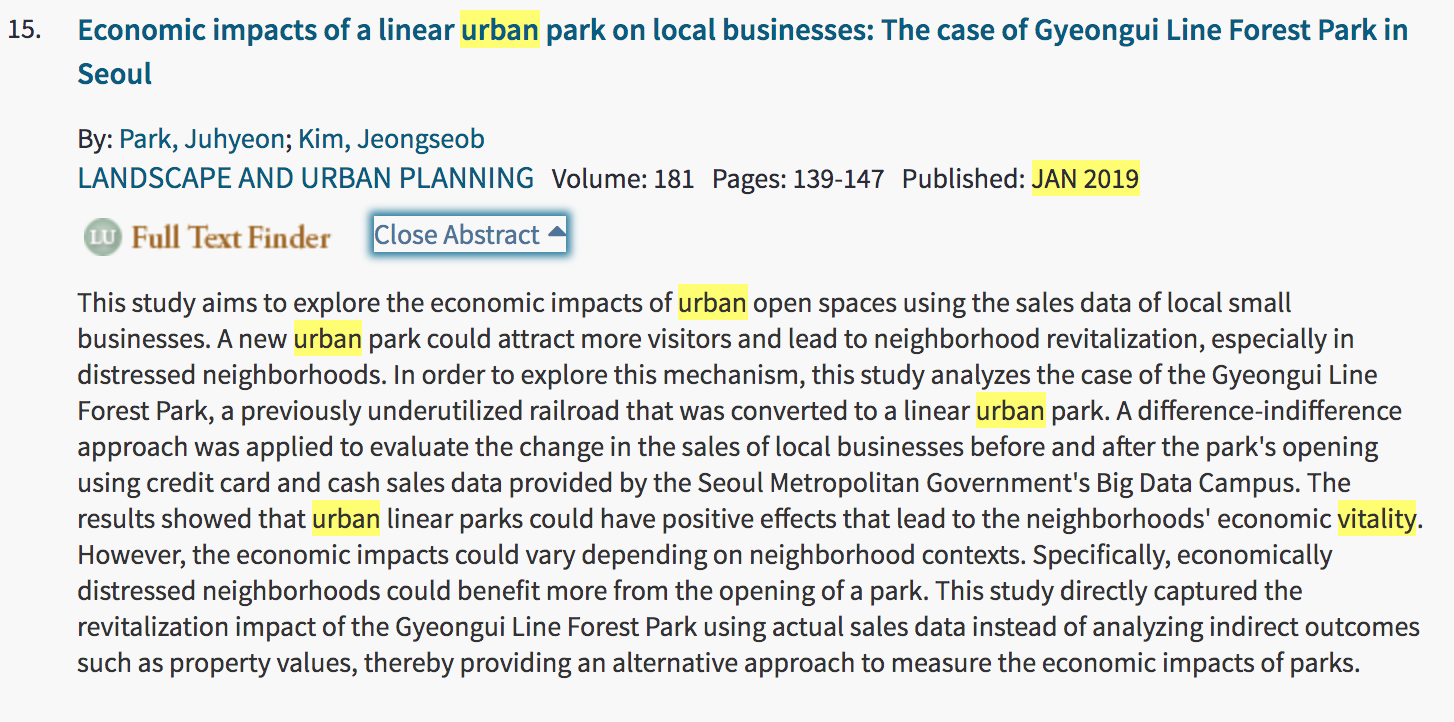 15. Economic impacts of a linear urban park on local businesses: The case of Gyeongui Line Forest Park in
Seoul
By: Park, Juhyeon; Kim, Jeongseob
LANDSCAPE AND URBAN PLANNING Volume: 181 Pages: 139-147 Published: JAN 2019
LU Full Text Finder Close Abstract
This study aims to explore the economic impacts of urban open spaces using the sales data of local small
businesses. A new urban park could attract more visitors and lead to neighborhood revitalization, especially in
distressed neighborhoods. In order to explore this mechanism, this study analyzes the case of the Gyeongui Line
Forest Park, a previously underutilized railroad that was converted to a linear urban park. A difference-indifference
approach was applied to evaluate the change in the sales of local businesses before and after the park's opening
using credit card and cash sales data provided by the Seoul Metropolitan Government's Big Data Campus. The
results showed that urban linear parks could have positive effects that lead to the neighborhoods' economic vitality.
However, the economic impacts could vary depending on neighborhood contexts. Specifically, economically
distressed neighborhoods could benefit more from the opening of a park. This study directly captured the
revitalization impact of the Gyeongui Line Forest Park using actual sales data instead of analyzing indirect outcomes
such as property values, thereby providing an alternative approach to measure the economic impacts of parks.